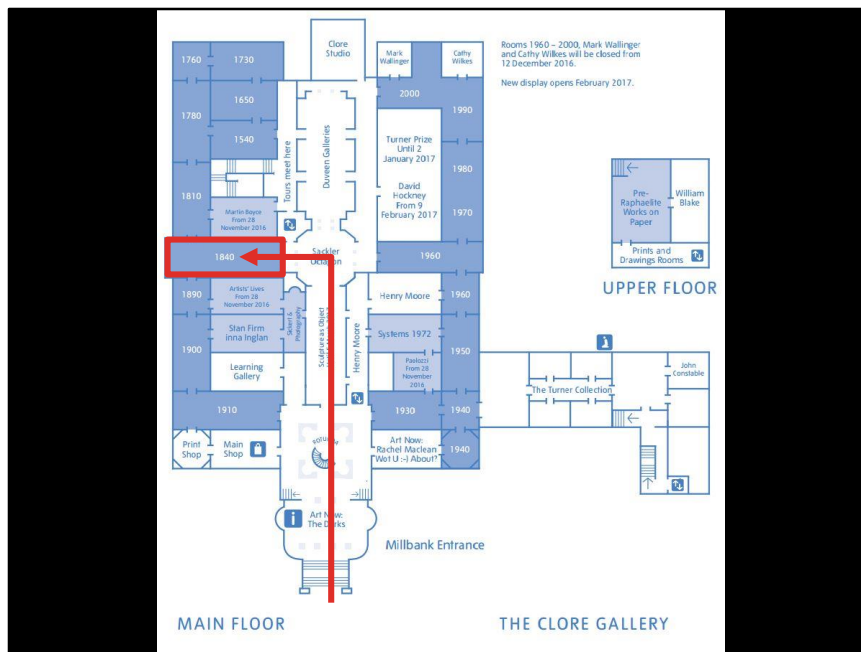 Clore
Studio
Mark
Wallinger
Cathy
Wilkes
Rooms 1960 – 2000, Mark Wallinger
and Cathy Wilkes will be closed from
12 December 2016.
New display opens February 2017.
1760
1730
2000
1990
1650
1780
1540
Tours meet here
Duveen Galleries
Turner Prize
Until 2
January 2017
David
Hockney
From 9
February 2017
1980
1970
1810
Martin Boyce
From 28
November 2016
Pre-
Raphaelite
Works on
Paper
William
Blake
Prints and
Drawings Rooms
UPPER FLOOR
1840
Sackler
Octagon
1960
1890
Artists' Lives
From 28
November 2016
Sickert &
Photography
Sculpture as Object
Henry Moore
Henry Moore
1960
Stan Firm
inna Inglan
Systems 1972
1900
1950
Learning
Gallery
Paolozzi
From 28
November
2016
The Turner Collection
John
Constable
1910
1930
1940
Print
Shop
Main
Shop
Art Now:
Rachel Maclean
Wot U :-) About?
1940
i
Art Now:
The Darks
Millbank Entrance
MAIN FLOOR
THE CLORE GALLERY